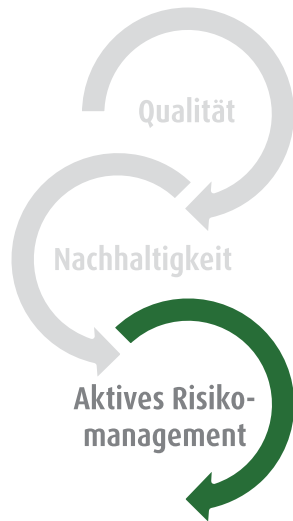 Qualität
Nachhaltigkeit
Aktives Risiko-
management